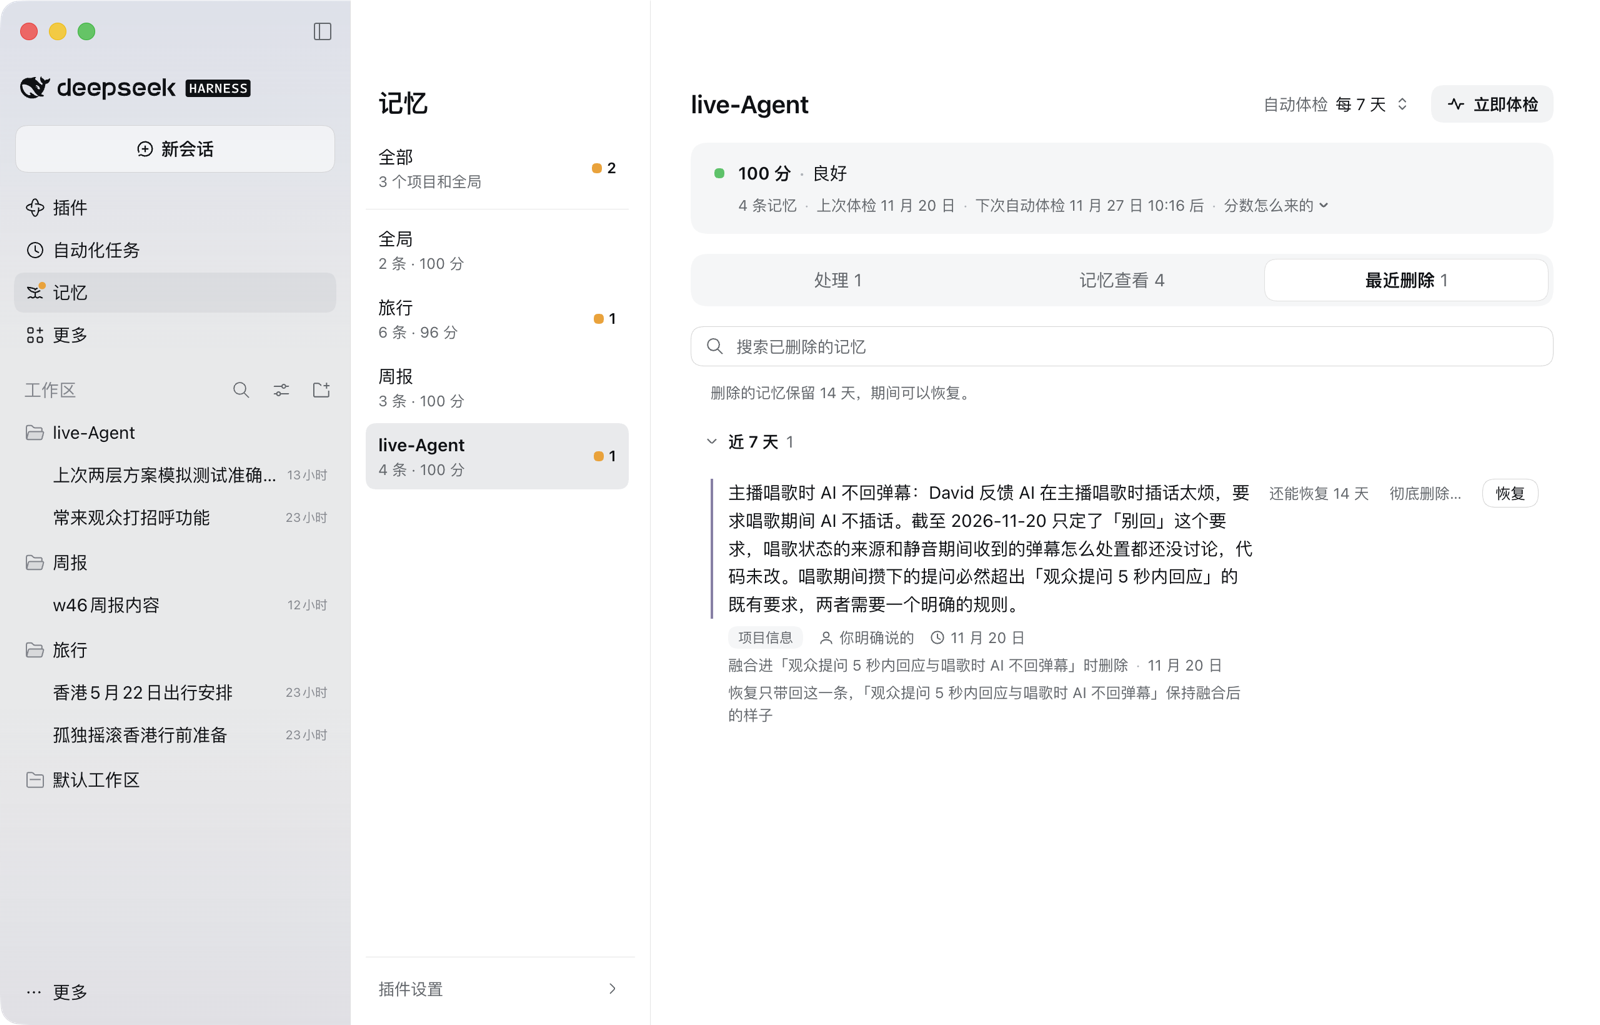 deepseek HARNESS
新会话
插件
自动化任务
记忆
更多
工作区
live-Agent
上次两层方案模拟测试准确... 13小时
常来观众打招呼功能 23小时
周报
w46周报内容 12小时
旅行
香港5月22日出行安排 23小时
孤独摇滚香港行前准备 23小时
默认工作区
... 更多
记忆
全部 2
3 个项目和全局
全局
2 条 · 100 分
旅行 1
6 条 · 96 分
周报
3 条 · 100 分
live-Agent 1
4 条 · 100 分
插件设置
live-Agent 自动体检 每 7 天 立即体检
100 分 · 良好
4 条记忆 · 上次体检 11 月 20 日 · 下次自动体检 11 月 27 日 10:16 后 · 分数怎么来的
处理 1 记忆查看 4 最近删除 1
搜索已删除的记忆
删除的记忆保留 14 天，期间可以恢复。
近 7 天 1
主播唱歌时 AI 不回弹幕：David 反馈 AI 在主播唱歌时插话太烦，要 还能恢复 14 天 彻底删除... 恢复
求唱歌期间 AI 不插话。截至 2026-11-20 只定了「别回」这个要
求，唱歌状态的来源和静音期间收到的弹幕怎么处置都还没讨论，代
码未改。唱歌期间攒下的提问必然超出「观众提问 5 秒内回应」的
既有要求，两者需要一个明确的规则。
项目信息 你明确说的 11 月 20 日
融合进「观众提问 5 秒内回应与唱歌时 AI 不回弹幕」时删除 · 11 月 20 日
恢复只带回这一条，「观众提问 5 秒内回应与唱歌时 AI 不回弹幕」保持融合后
的样子